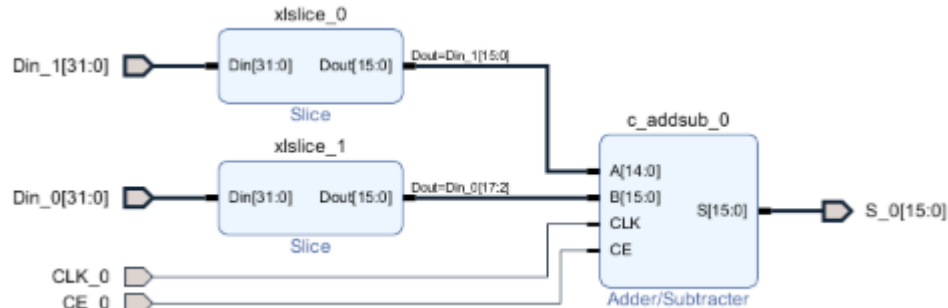 xlslice_0
Din_1[31:0]
Din[31:0] Dout[15:0]
Dout=Din_1[15:0]
Slice
xlslice_1
Din_0[31:0]
Din[31:0] Dout[15:0]
Dout=Din_0[17:2]
Slice
CLK_0
CE_0
c_addsub_0
A[14:0]
B[15:0]
CLK
CE
S[15:0]
Adder/Subtracter
S_0[15:0]